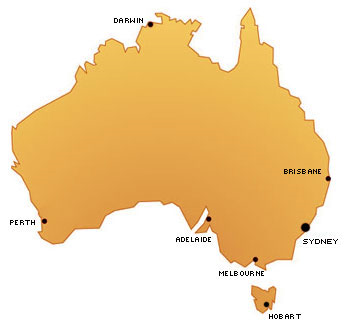 DARWIN
BRISBANE
PERTH
ADELAIDE
SYDNEY
MELBOURNE
HOBART